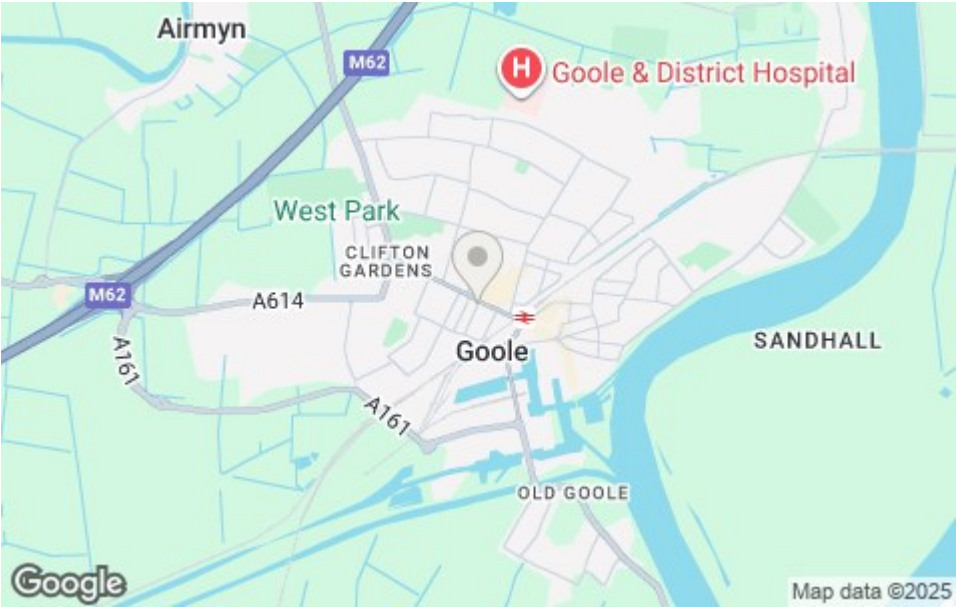 Airmyn
M62
H
Goole & District Hospital
West Park
CLIFTON
GARDENS
M62
A614
SANDHALL
A161
Goole
A161
OLD GOOLE
Google
Map data ©2025